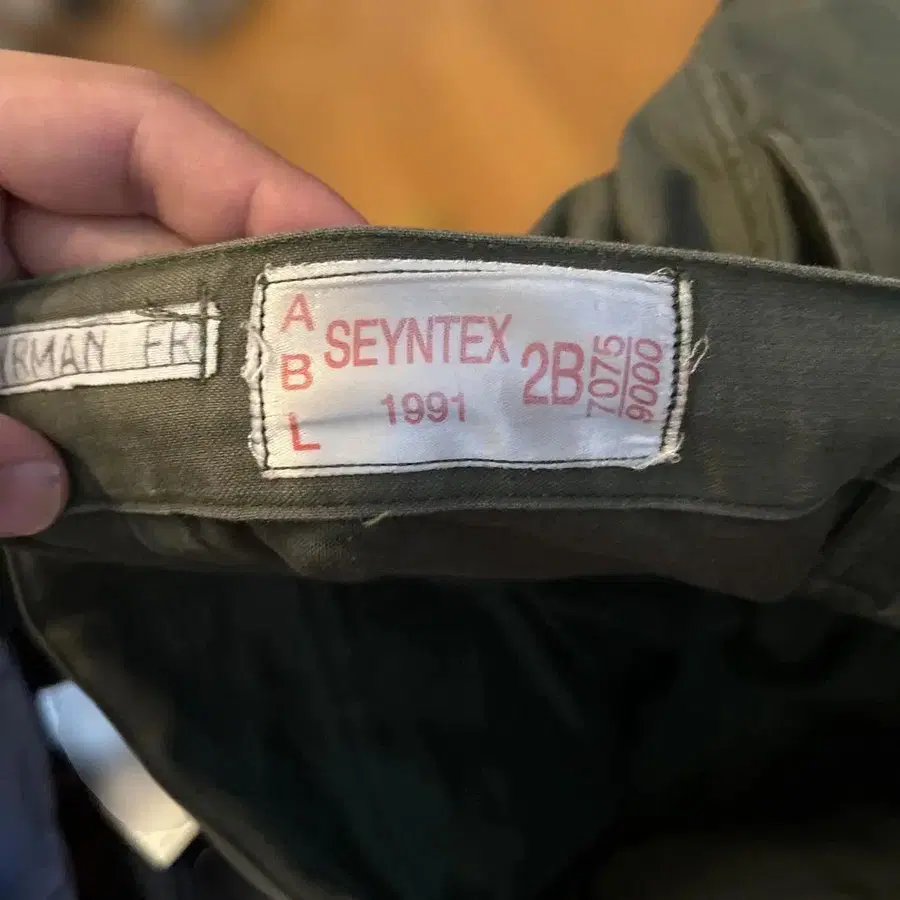 RMAN FR
A
B
L
SEYNTEX
1991
2B
7075
9000